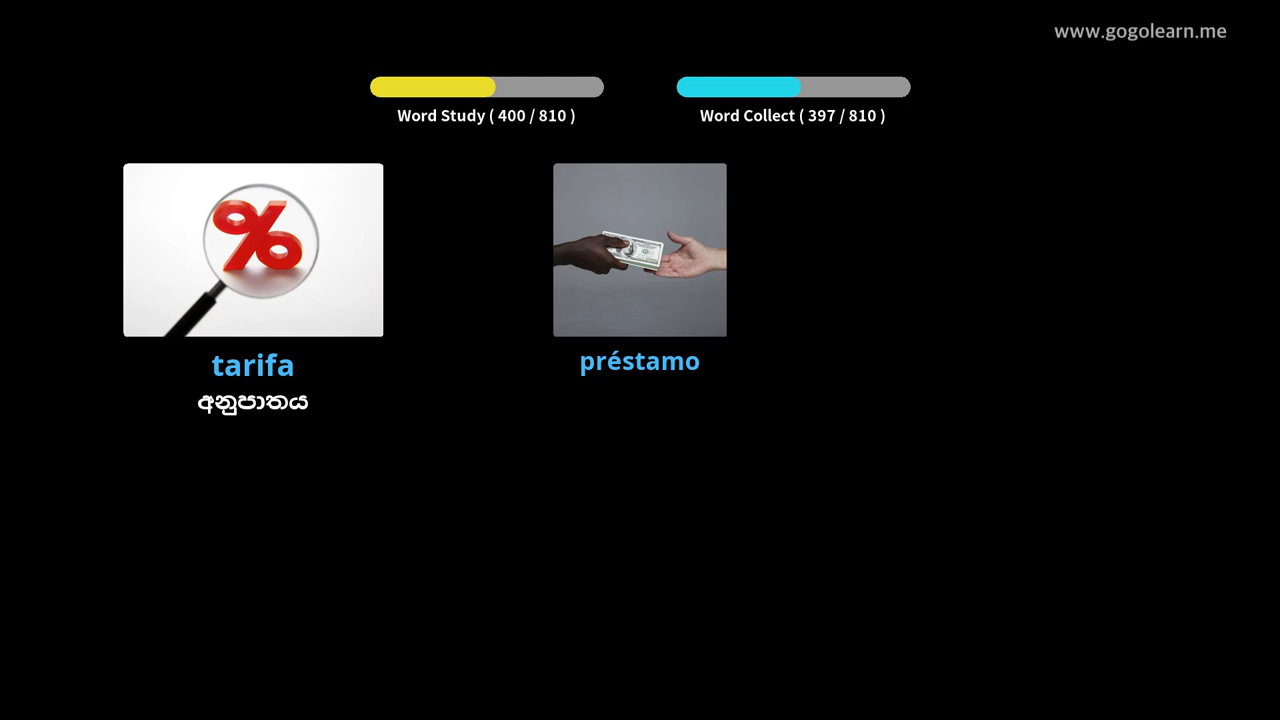 www.gogolearn.me
Word Study ( 400 / 810 )
Word Collect ( 397 / 810 )
tarifa
අනුපාතය
préstamo